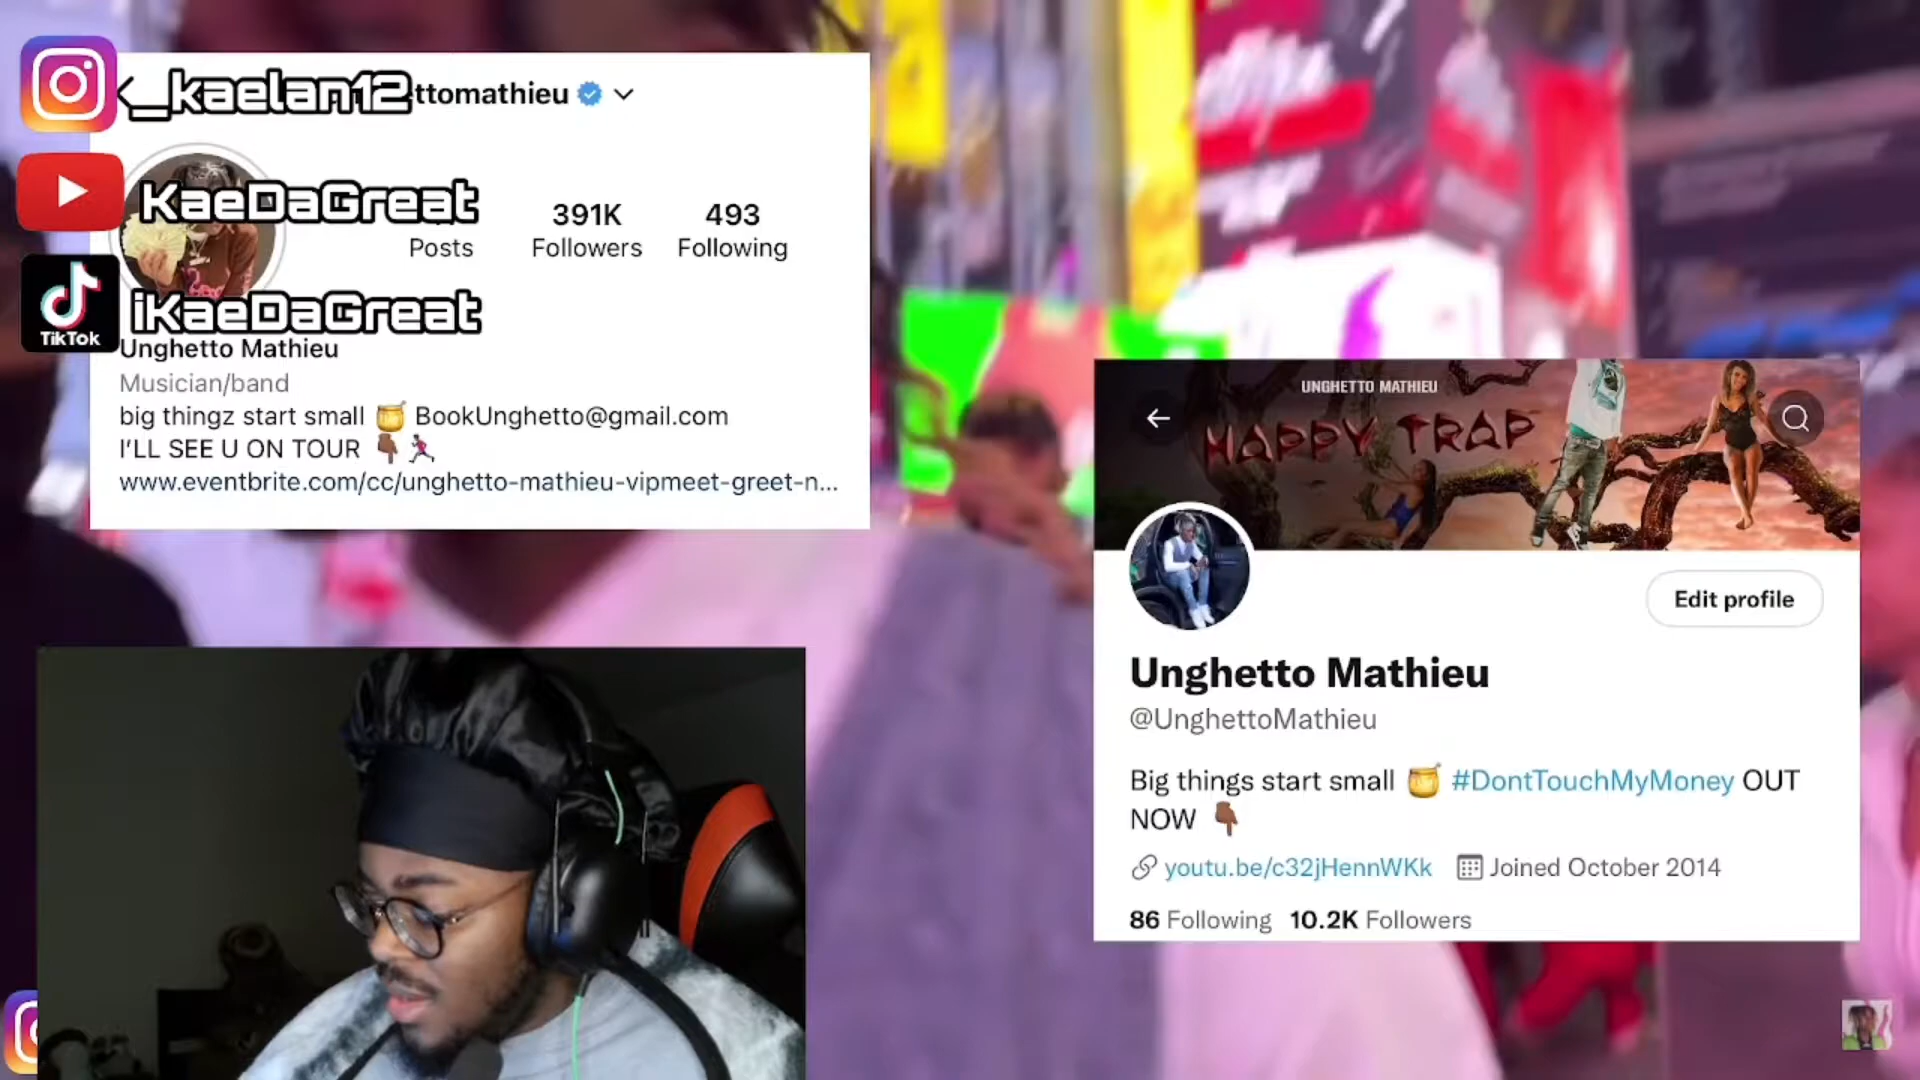 _kaelan12
ttomathieu
KaeDaGreat
391K
493
Posts
Followers
Following
TikTok
iKaeDaGreat
Unghetto Mathieu
Musician/band
big thingz start small 🍯 BookUnghetto@gmail.com
I'LL SEE U ON TOUR 👇🏾🏃🏾‍♀️
www.eventbrite.com/cc/unghetto-mathieu-vipmeet-greet-n...
UNGHETTO MATHIEU
HAPPY TRAP
Edit profile
Unghetto Mathieu
@UnghettoMathieu
Big things start small 🍯 #DontTouchMyMoney OUT
NOW 👇🏾
youtu.be/c32jHennWKk Joined October 2014
86 Following 10.2K Followers